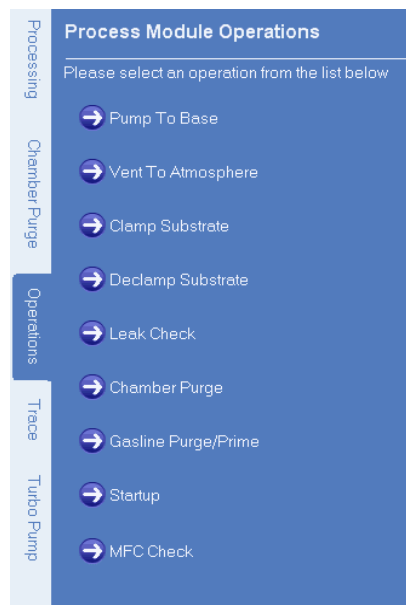 Processing
Chamber Purge
Operations
Trace
Turbo Pump
Process Module Operations
Please select an operation from the list below
Pump To Base
Vent To Atmosphere
Clamp Substrate
Declamp Substrate
Leak Check
Chamber Purge
Gasline Purge/Prime
Startup
MFC Check